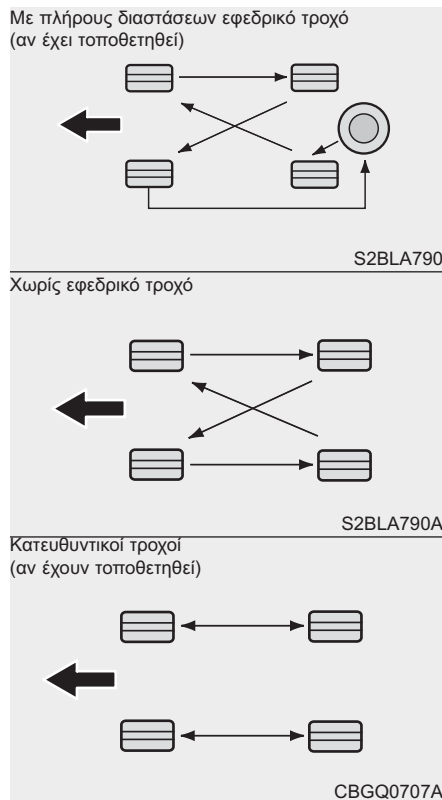 Με πλήρους διαστάσεων εφεδρικό τροχό
(αν έχει τοποθετηθεί)
S2BLA790
Χωρίς εφεδρικό τροχό
S2BLA790A
Κατευθυντικοί τροχοί
(αν έχουν τοποθετηθεί)
CBGQ0707A